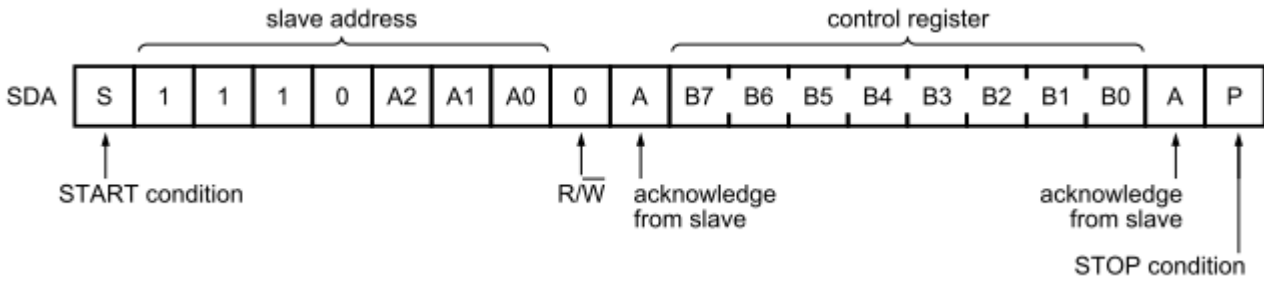 slave address control register
SDA S 1 1 1 0 A2 A1 A0 0 A B7 B6 B5 B4 B3 B2 B1 B0 A P
START condition R/W̅ acknowledge from slave acknowledge from slave
STOP condition